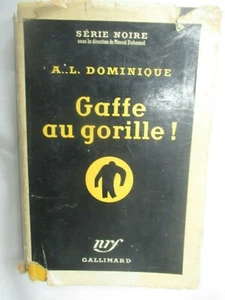 SÉRIE NOIRE
sous la direction de Marcel Duhamel
A. L. DOMINIQUE
Gaffe
au gorille !
nrf
GALLIMARD